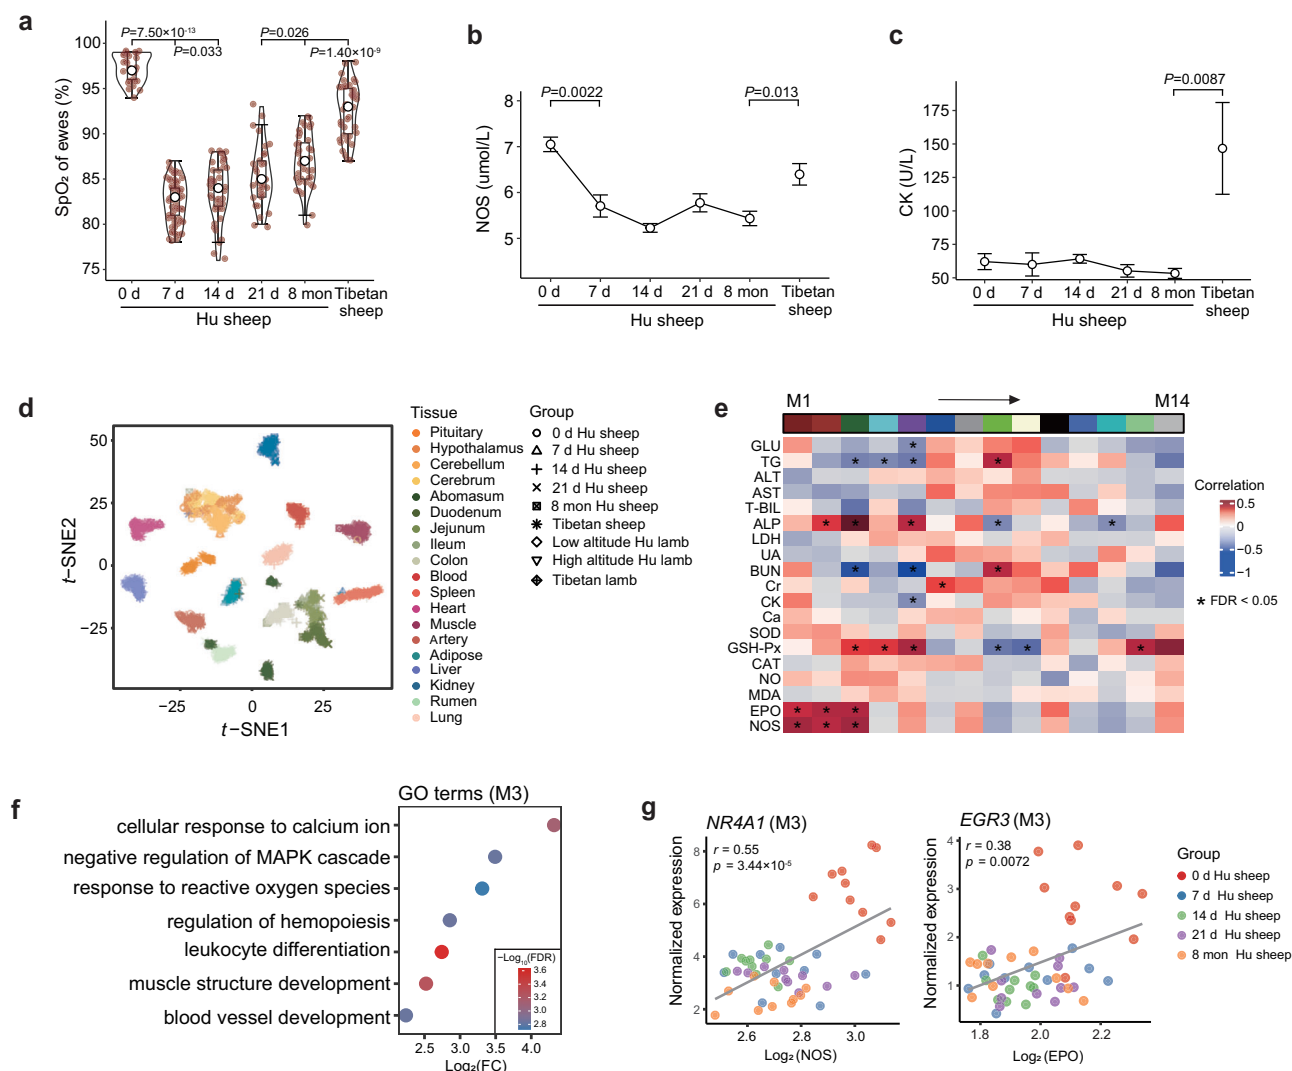 a
P=7.50×10-13
P=0.033
P=0.026
P=1.40×10-9
SpO₂ of ewes (%)
100
95
90
85
80
75
0 d
7 d
14 d
21 d
8 mon
Tibetan
sheep
Hu sheep
b
P=0.0022
P=0.013
NOS (umol/L)
8
7
6
5
0 d
7 d
14 d
21 d
8 mon
Tibetan
sheep
Hu sheep
c
P=0.0087
CK (U/L)
175
150
125
100
75
50
0 d
7 d
14 d
21 d
8 mon
Tibetan
sheep
Hu sheep
d
t-SNE2
50
25
0
−25
−25
0
25
t-SNE1
Tissue
Pituitary
Hypothalamus
Cerebellum
Cerebrum
Abomasum
Duodenum
Jejunum
Ileum
Colon
Blood
Spleen
Heart
Muscle
Artery
Adipose
Liver
Kidney
Rumen
Lung
Group
0 d Hu sheep
7 d Hu sheep
14 d Hu sheep
21 d Hu sheep
8 mon Hu sheep
Tibetan sheep
Low altitude Hu lamb
High altitude Hu lamb
Tibetan lamb
e
M1
M14
GLU
TG
ALT
AST
T-BIL
ALP
LDH
UA
BUN
Cr
CK
Ca
SOD
GSH-Px
CAT
NO
MDA
EPO
NOS
Correlation
0.5
0
−0.5
−1
* FDR < 0.05
f
GO terms (M3)
cellular response to calcium ion
negative regulation of MAPK cascade
response to reactive oxygen species
regulation of hemopoiesis
leukocyte differentiation
muscle structure development
blood vessel development
−Log₁₀(FDR)
3.6
3.4
3.2
3.0
2.8
2.5
3.0
3.5
4.0
Log₂(FC)
g
NR4A1 (M3)
r = 0.55
p = 3.44×10-5
Normalized expression
8
6
4
2
2.6
2.8
3.0
Log₂ (NOS)
EGR3 (M3)
r = 0.38
p = 0.0072
Normalized expression
4
3
2
1
1.8
2.0
2.2
Log₂ (EPO)
Group
0 d Hu sheep
7 d Hu sheep
14 d Hu sheep
21 d Hu sheep
8 mon Hu sheep